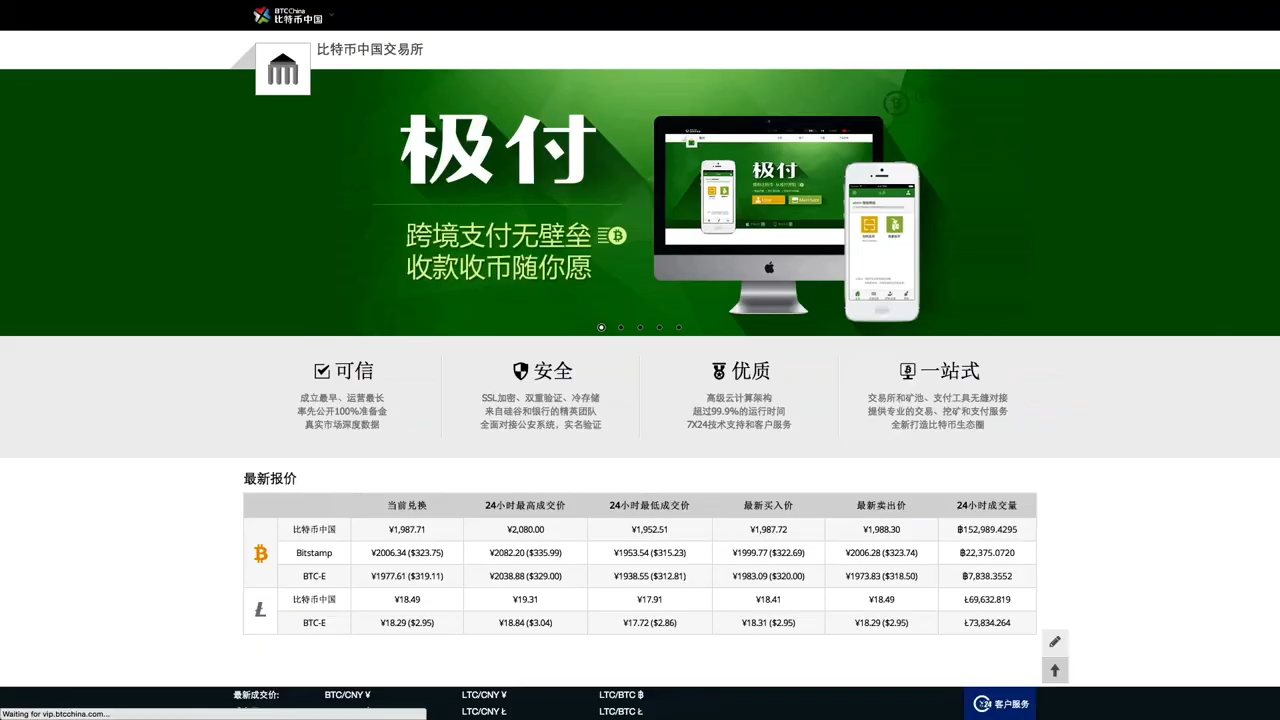 BTCChina
比特币中国
比特币中国交易所
极付
跨境支付无壁垒
收款收币随你愿
极付
可信
成立最早、运营最长
率先公开100%准备金
真实市场深度数据
安全
SSL加密、双重验证、冷存储
来自硅谷和银行的精英团队
全面对接公安系统，实名验证
优质
高级云计算架构
超过99.9%的运行时间
7X24技术支持和客户服务
一站式
交易所和矿池、支付工具无缝对接
提供专业的交易、挖矿和支付服务
全新打造比特币生态圈
最新报价
当前兑换 24小时最高成交价 24小时最低成交价 最新买入价 最新卖出价 24小时成交量
比特币中国 ¥1,987.71 ¥2,080.00 ¥1,952.51 ¥1,987.72 ¥1,988.30 ฿152,989.4295
Bitstamp ¥2006.34 ($323.75) ¥2082.20 ($335.99) ¥1953.54 ($315.23) ¥1999.77 ($322.69) ¥2006.28 ($323.74) ฿22,375.0720
BTC-E ¥1977.61 ($319.11) ¥2038.88 ($329.00) ¥1938.55 ($312.81) ¥1983.09 ($320.00) ¥1973.83 ($318.50) ฿7,838.3552
比特币中国 ¥18.49 ¥19.31 ¥17.91 ¥18.41 ¥18.49 Ł69,632.819
BTC-E ¥18.29 ($2.95) ¥18.84 ($3.04) ¥17.72 ($2.86) ¥18.31 ($2.95) ¥18.29 ($2.95) Ł73,834.264
最新成交价: BTC/CNY ¥ LTC/CNY ¥ LTC/BTC ฿
LTC/CNY Ł LTC/BTC Ł
7X24 客户服务
Waiting for vip.btcchina.com...